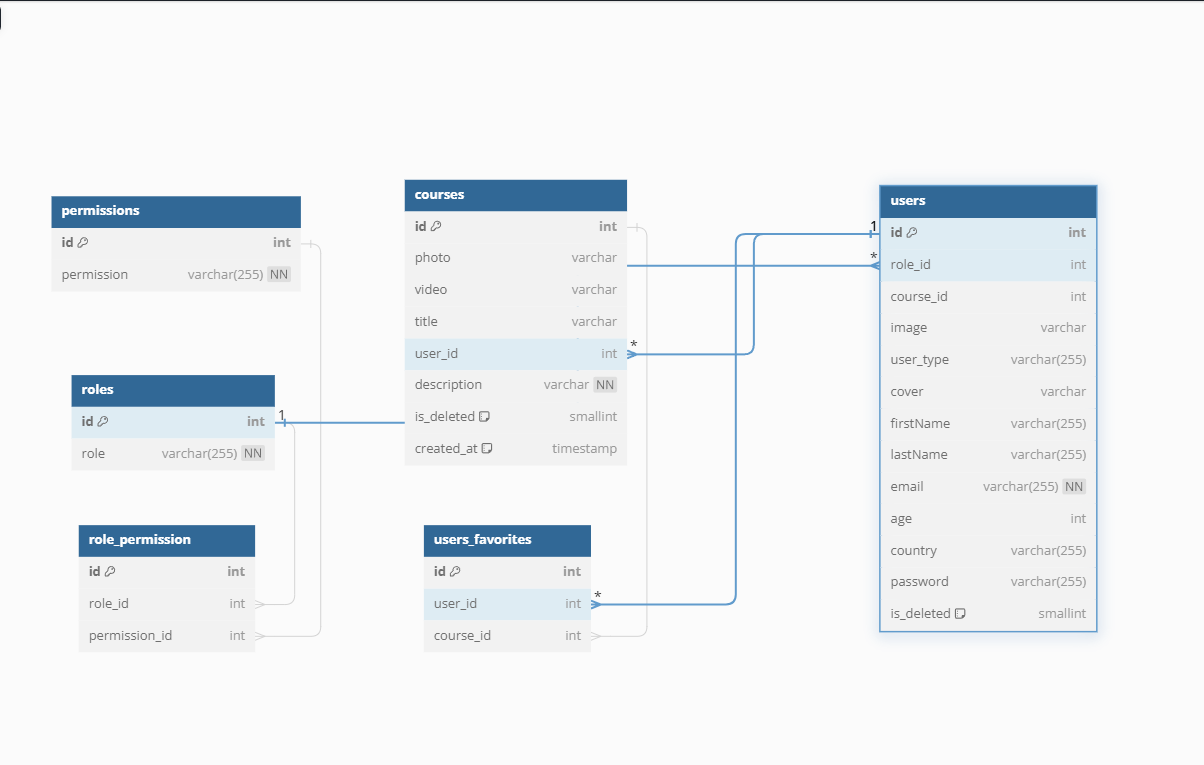 permissions
id int
permission varchar(255) NN
roles
id int
role varchar(255) NN
role_permission
id int
role_id int
permission_id int
courses
id int
photo varchar
video varchar
title varchar
user_id int
description varchar NN
is_deleted smallint
created_at timestamp
users_favorites
id int
user_id int
course_id int
users
id int
role_id int
course_id int
image varchar
user_type varchar(255)
cover varchar
firstName varchar(255)
lastName varchar(255)
email varchar(255) NN
age int
country varchar(255)
password varchar(255)
is_deleted smallint
1
*
*
1
*